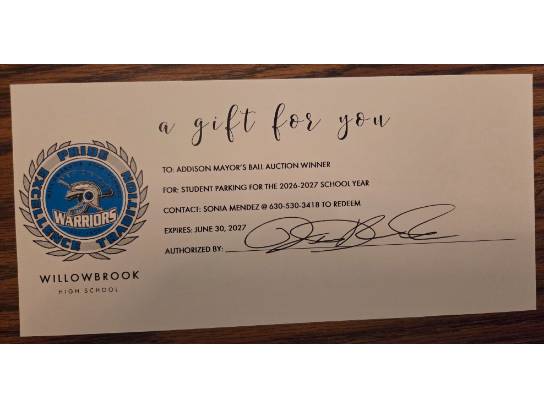 a gift for you
TO: ADDISON MAYOR'S BALL AUCTION WINNER
FOR: STUDENT PARKING FOR THE 2026-2027 SCHOOL YEAR
CONTACT: SONIA MENDEZ @ 630-530-3418 TO REDEEM
EXPIRES: JUNE 30, 2027
AUTHORIZED BY:
PRIDE
TRADITION
EXCELLENCE
WARRIORS
WILLOWBROOK
HIGH SCHOOL